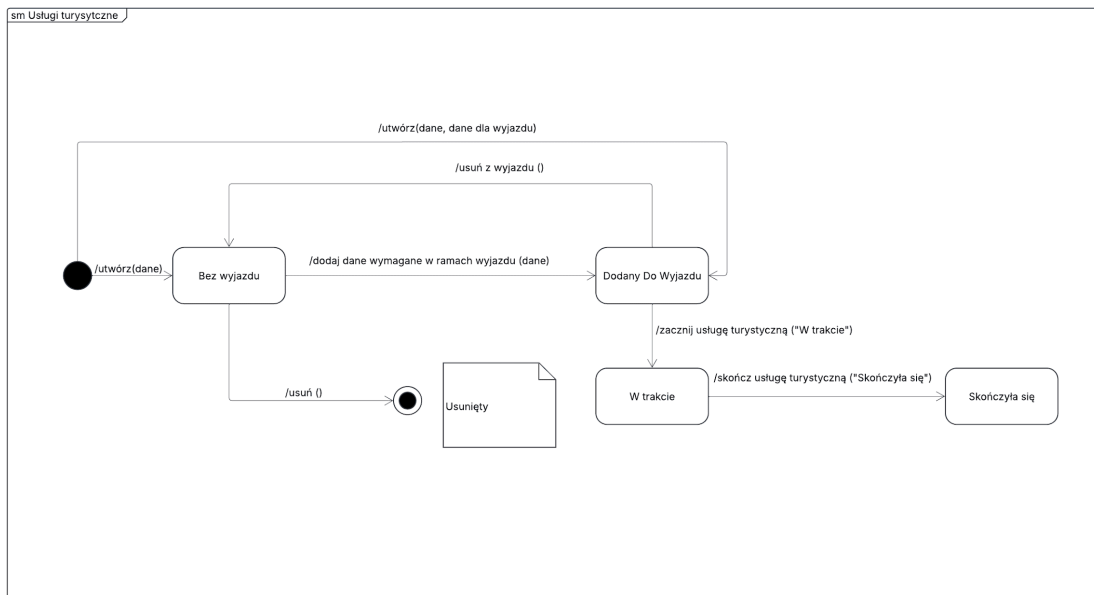 sm Usługi turysytczne
/utwórz(dane, dane dla wyjazdu)
/usuń z wyjazdu ()
/utwórz(dane)
Bez wyjazdu
/dodaj dane wymagane w ramach wyjazdu (dane)
Dodany Do Wyjazdu
/zacznij usługę turystyczną ("W trakcie")
/usuń ()
Usunięty
W trakcie
/skończ usługę turystyczną ("Skończyła się")
Skończyła się